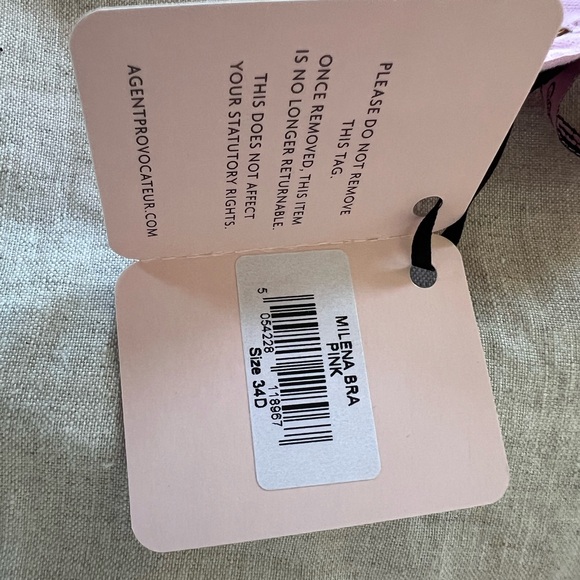 PLEASE DO NOT REMOVE
THIS TAG.
ONCE REMOVED, THIS ITEM
IS NO LONGER RETURNABLE.
THIS DOES NOT AFFECT
YOUR STATUTORY RIGHTS.
AGENTPROVOCATEUR.COM
MILENA BRA
PINK
5 054228 118967
Size 34D